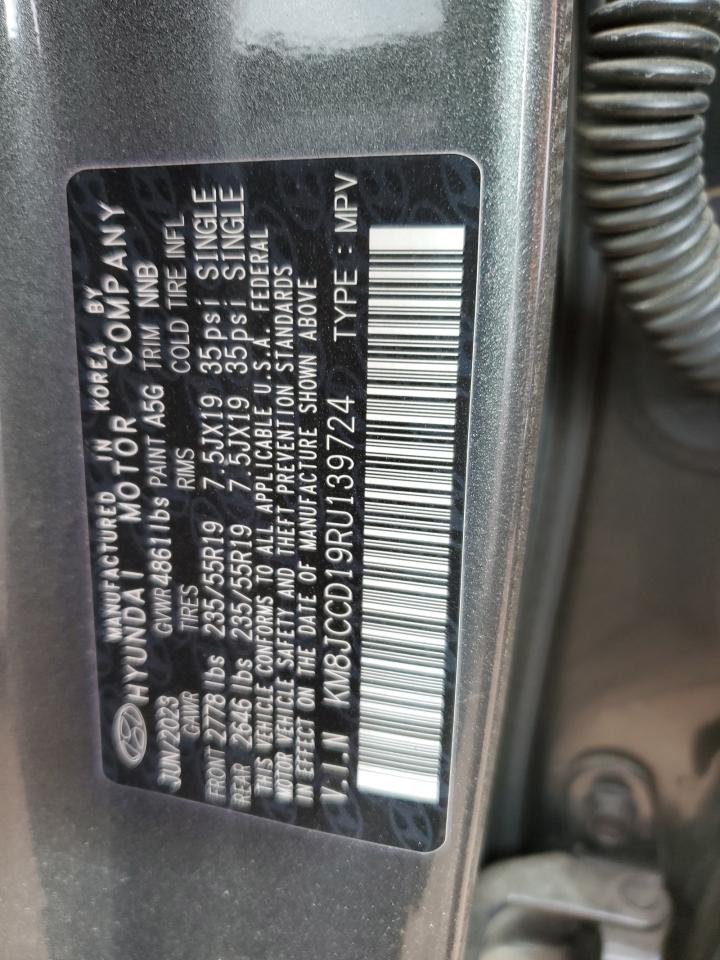 MANUFACTURED IN KOREA BY
HYUNDAI MOTOR COMPANY
JUN/2023 GVWR 4861lbs PAINT A5G TRIM NNB
GAWR TIRES RIMS COLD TIRE INFL
FRONT 2778 lbs 235/55R19 7.5JX19 35psi SINGLE
REAR 2646 lbs 235/55R19 7.5JX19 35psi SINGLE
THIS VEHICLE CONFORMS TO ALL APPLICABLE U.S.A. FEDERAL
MOTOR VEHICLE SAFETY AND THEFT PREVENTION STANDARDS
IN EFFECT ON THE DATE OF MANUFACTURE SHOWN ABOVE
V.I.N KM8JCCD19RU139724 TYPE : MPV